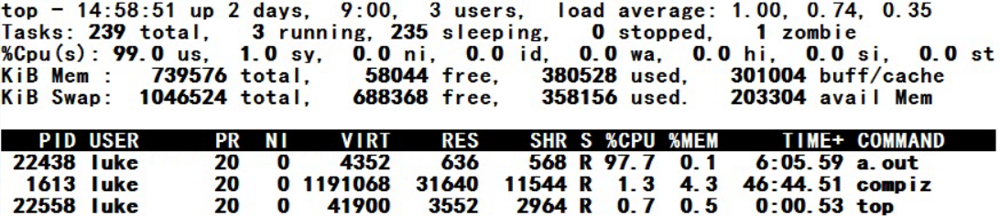 top - 14:58:51 up 2 days, 9:00, 3 users, load average: 1.00, 0.74, 0.35
Tasks: 239 total, 3 running, 235 sleeping, 0 stopped, 1 zombie
%Cpu(s): 99.0 us, 1.0 sy, 0.0 ni, 0.0 id, 0.0 wa, 0.0 hi, 0.0 si, 0.0 st
KiB Mem : 739576 total, 58044 free, 380528 used, 301004 buff/cache
KiB Swap: 1046524 total, 688368 free, 358156 used. 203304 avail Mem
PID USER PR NI VIRT RES SHR S %CPU %MEM TIME+ COMMAND
22438 luke 20 0 4352 636 568 R 97.7 0.1 6:05.59 a.out
1613 luke 20 0 1191068 31640 11544 R 1.3 4.3 46:44.51 compiz
22558 luke 20 0 41900 3552 2964 R 0.7 0.5 0:00.53 top